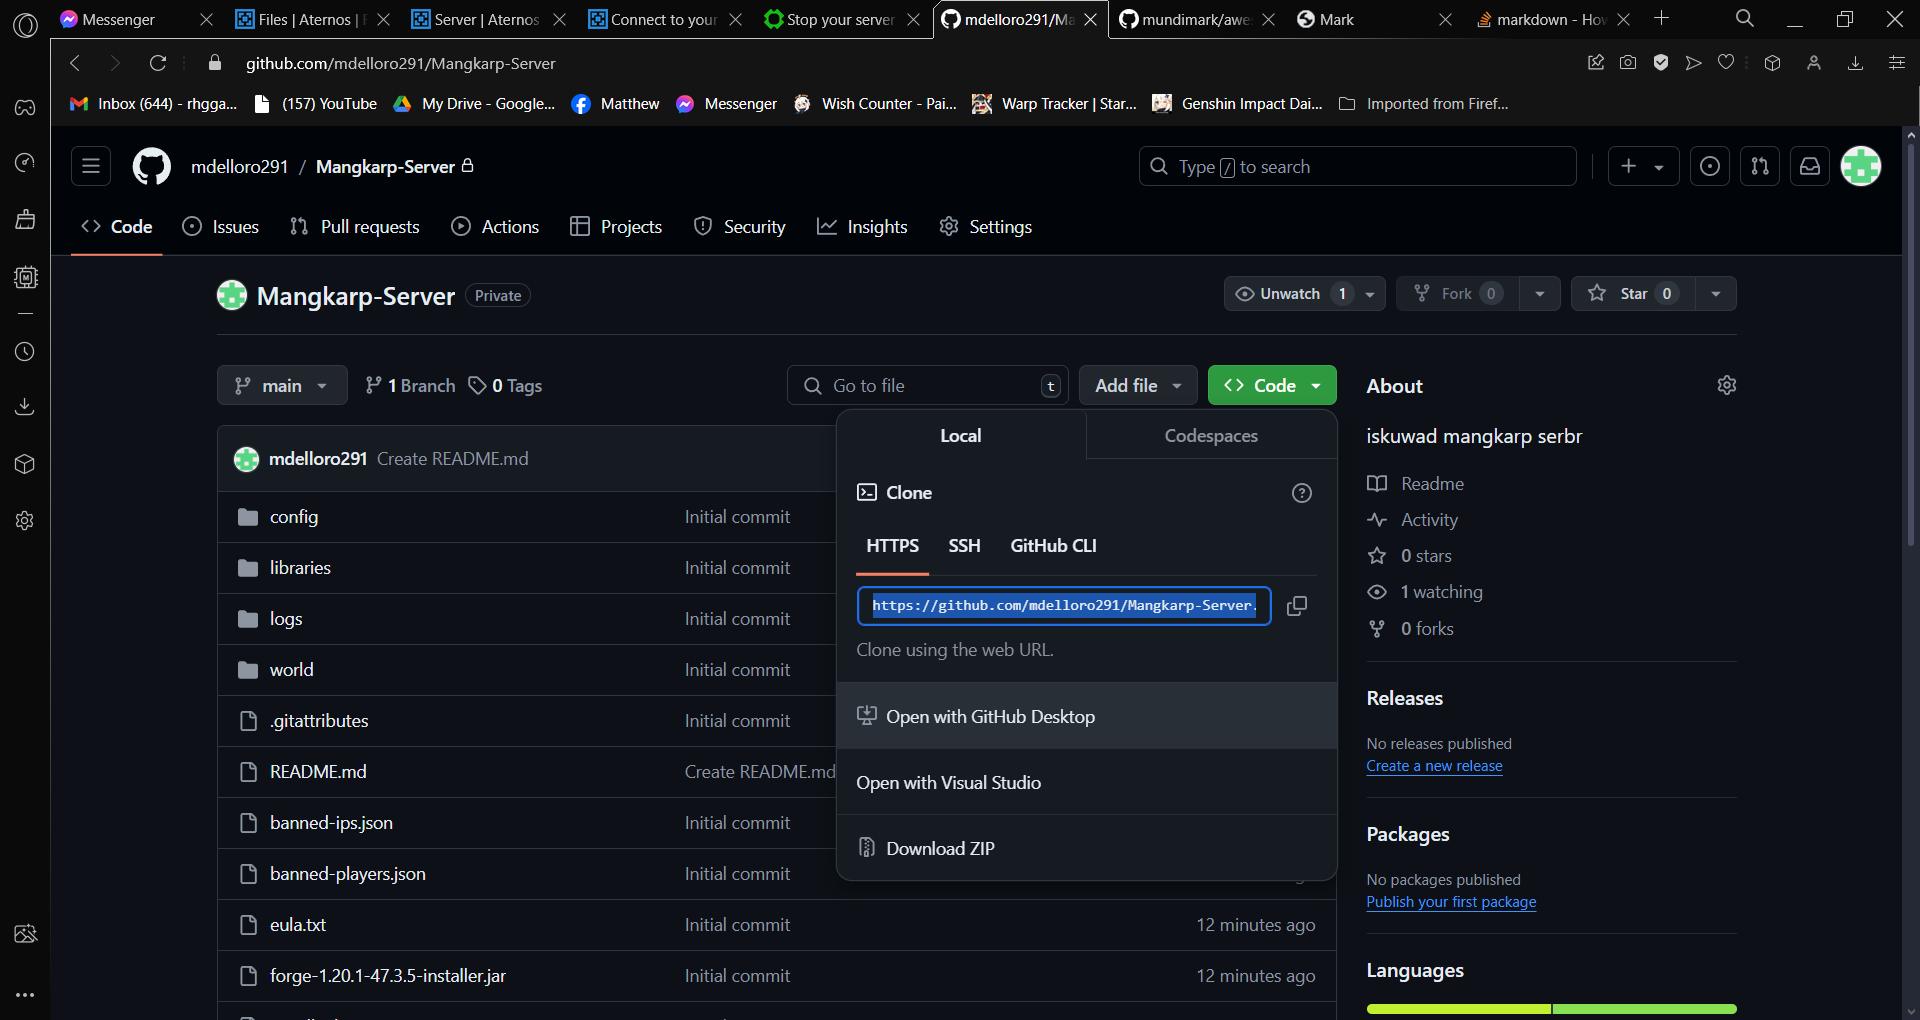 Messenger
Files | Aternos |
Server | Aternos
Connect to your
Stop your server
mdelloro291/Ma
mundimark/awe
Mark
markdown - How
github.com/mdelloro291/Mangkarp-Server
Inbox (644) - rhgga...
(157) YouTube
My Drive - Google...
Matthew
Messenger
Wish Counter - Pai...
Warp Tracker | Star...
Genshin Impact Dai...
Imported from Firef...
mdelloro291 / Mangkarp-Server
Type / to search
Code
Issues
Pull requests
Actions
Projects
Security
Insights
Settings
Mangkarp-Server Private
Unwatch 1
Fork 0
Star 0
main
1 Branch
0 Tags
Go to file t
Add file
Code
mdelloro291 Create README.md
config Initial commit
libraries Initial commit
logs Initial commit
world Initial commit
.gitattributes Initial commit
README.md Create README.md
banned-ips.json Initial commit
banned-players.json Initial commit
eula.txt Initial commit 12 minutes ago
forge-1.20.1-47.3.5-installer.jar Initial commit 12 minutes ago
Local
Codespaces
Clone
HTTPS
SSH
GitHub CLI
https://github.com/mdelloro291/Mangkarp-Server.
Clone using the web URL.
Open with GitHub Desktop
Open with Visual Studio
Download ZIP
About
iskuwad mangkarp serbr
Readme
Activity
0 stars
1 watching
0 forks
Releases
No releases published
Create a new release
Packages
No packages published
Publish your first package
Languages